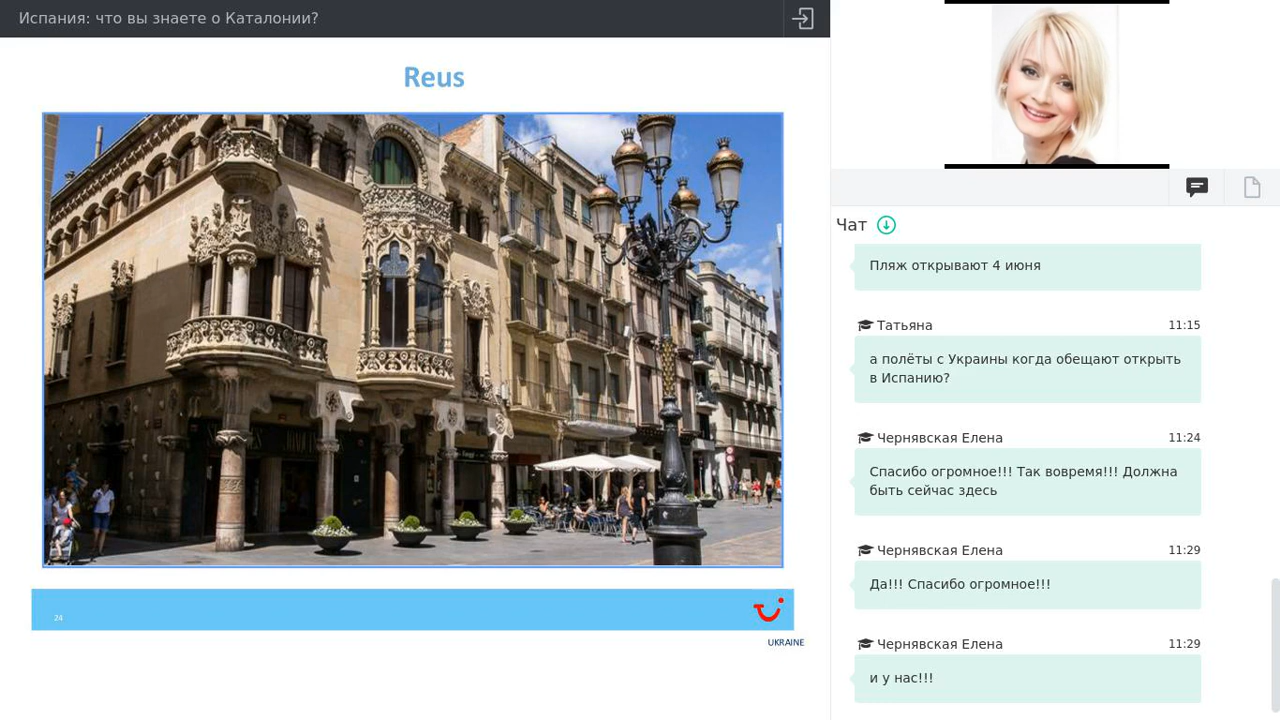 Испания: что вы знаете о Каталонии?
Reus
24
UKRAINE
Чат
Пляж открывают 4 июня
Татьяна 11:15
а полёты с Украины когда обещают открыть
в Испанию?
Чернявская Елена 11:24
Спасибо огромное!!! Так вовремя!!! Должна
быть сейчас здесь
Чернявская Елена 11:29
Да!!! Спасибо огромное!!!
Чернявская Елена 11:29
и у нас!!!